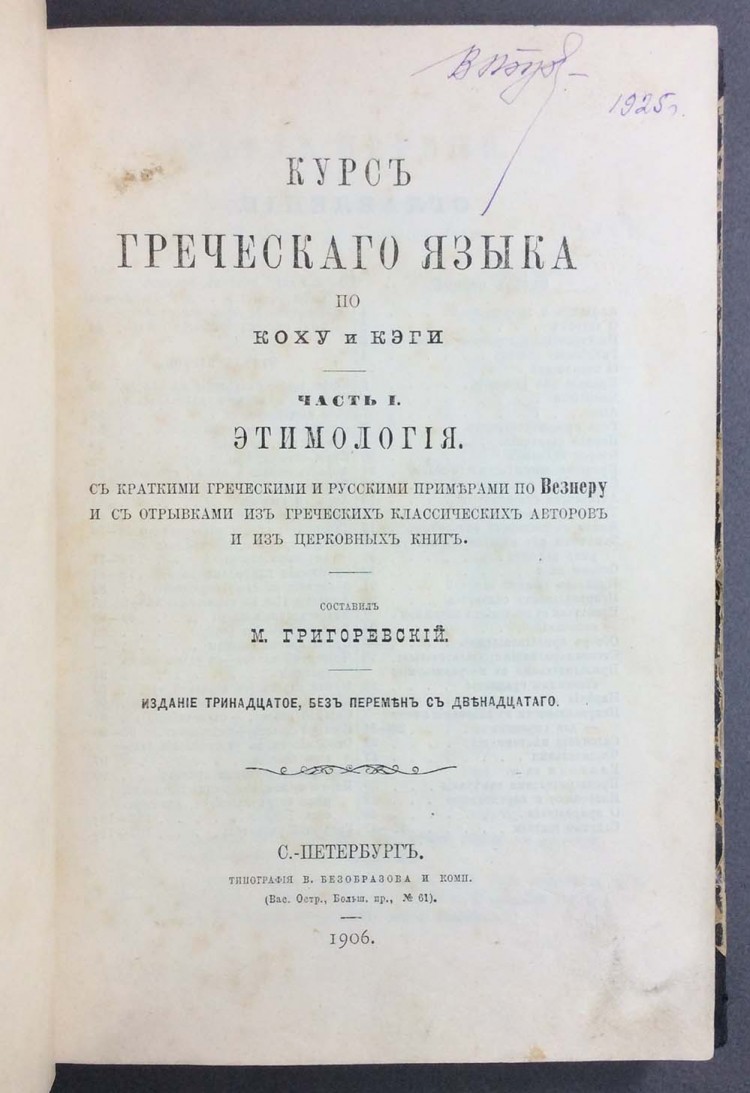 1925г.
КУРСЪ
ГРЕЧЕСКАГО ЯЗЫКА
ПО
КОХУ и КЭГИ
ЧАСТЬ I.
ЭТИМОЛОГІЯ.
СЪ КРАТКИМИ ГРЕЧЕСКИМИ И РУССКИМИ ПРИМѢРАМИ ПО Везнеру
И СЪ ОТРЫВКАМИ ИЗЪ ГРЕЧЕСКИХЪ КЛАССИЧЕСКИХЪ АВТОРОВЪ
И ИЗЪ ЦЕРКОВНЫХЪ КНИГЪ.
СОСТАВИЛЪ
М. ГРИГОРЕВСКІЙ.
ИЗДАНІЕ ТРИНАДЦАТОЕ, БЕЗЪ ПЕРЕМѢНЪ СЪ ДВѢНАДЦАТАГО.
С.-ПЕТЕРБУРГЪ.
ТИПОГРАФІЯ В. БЕЗОБРАЗОВА И КОМП.
(Вас. Остр., Больш. пр., № 61).
1906.